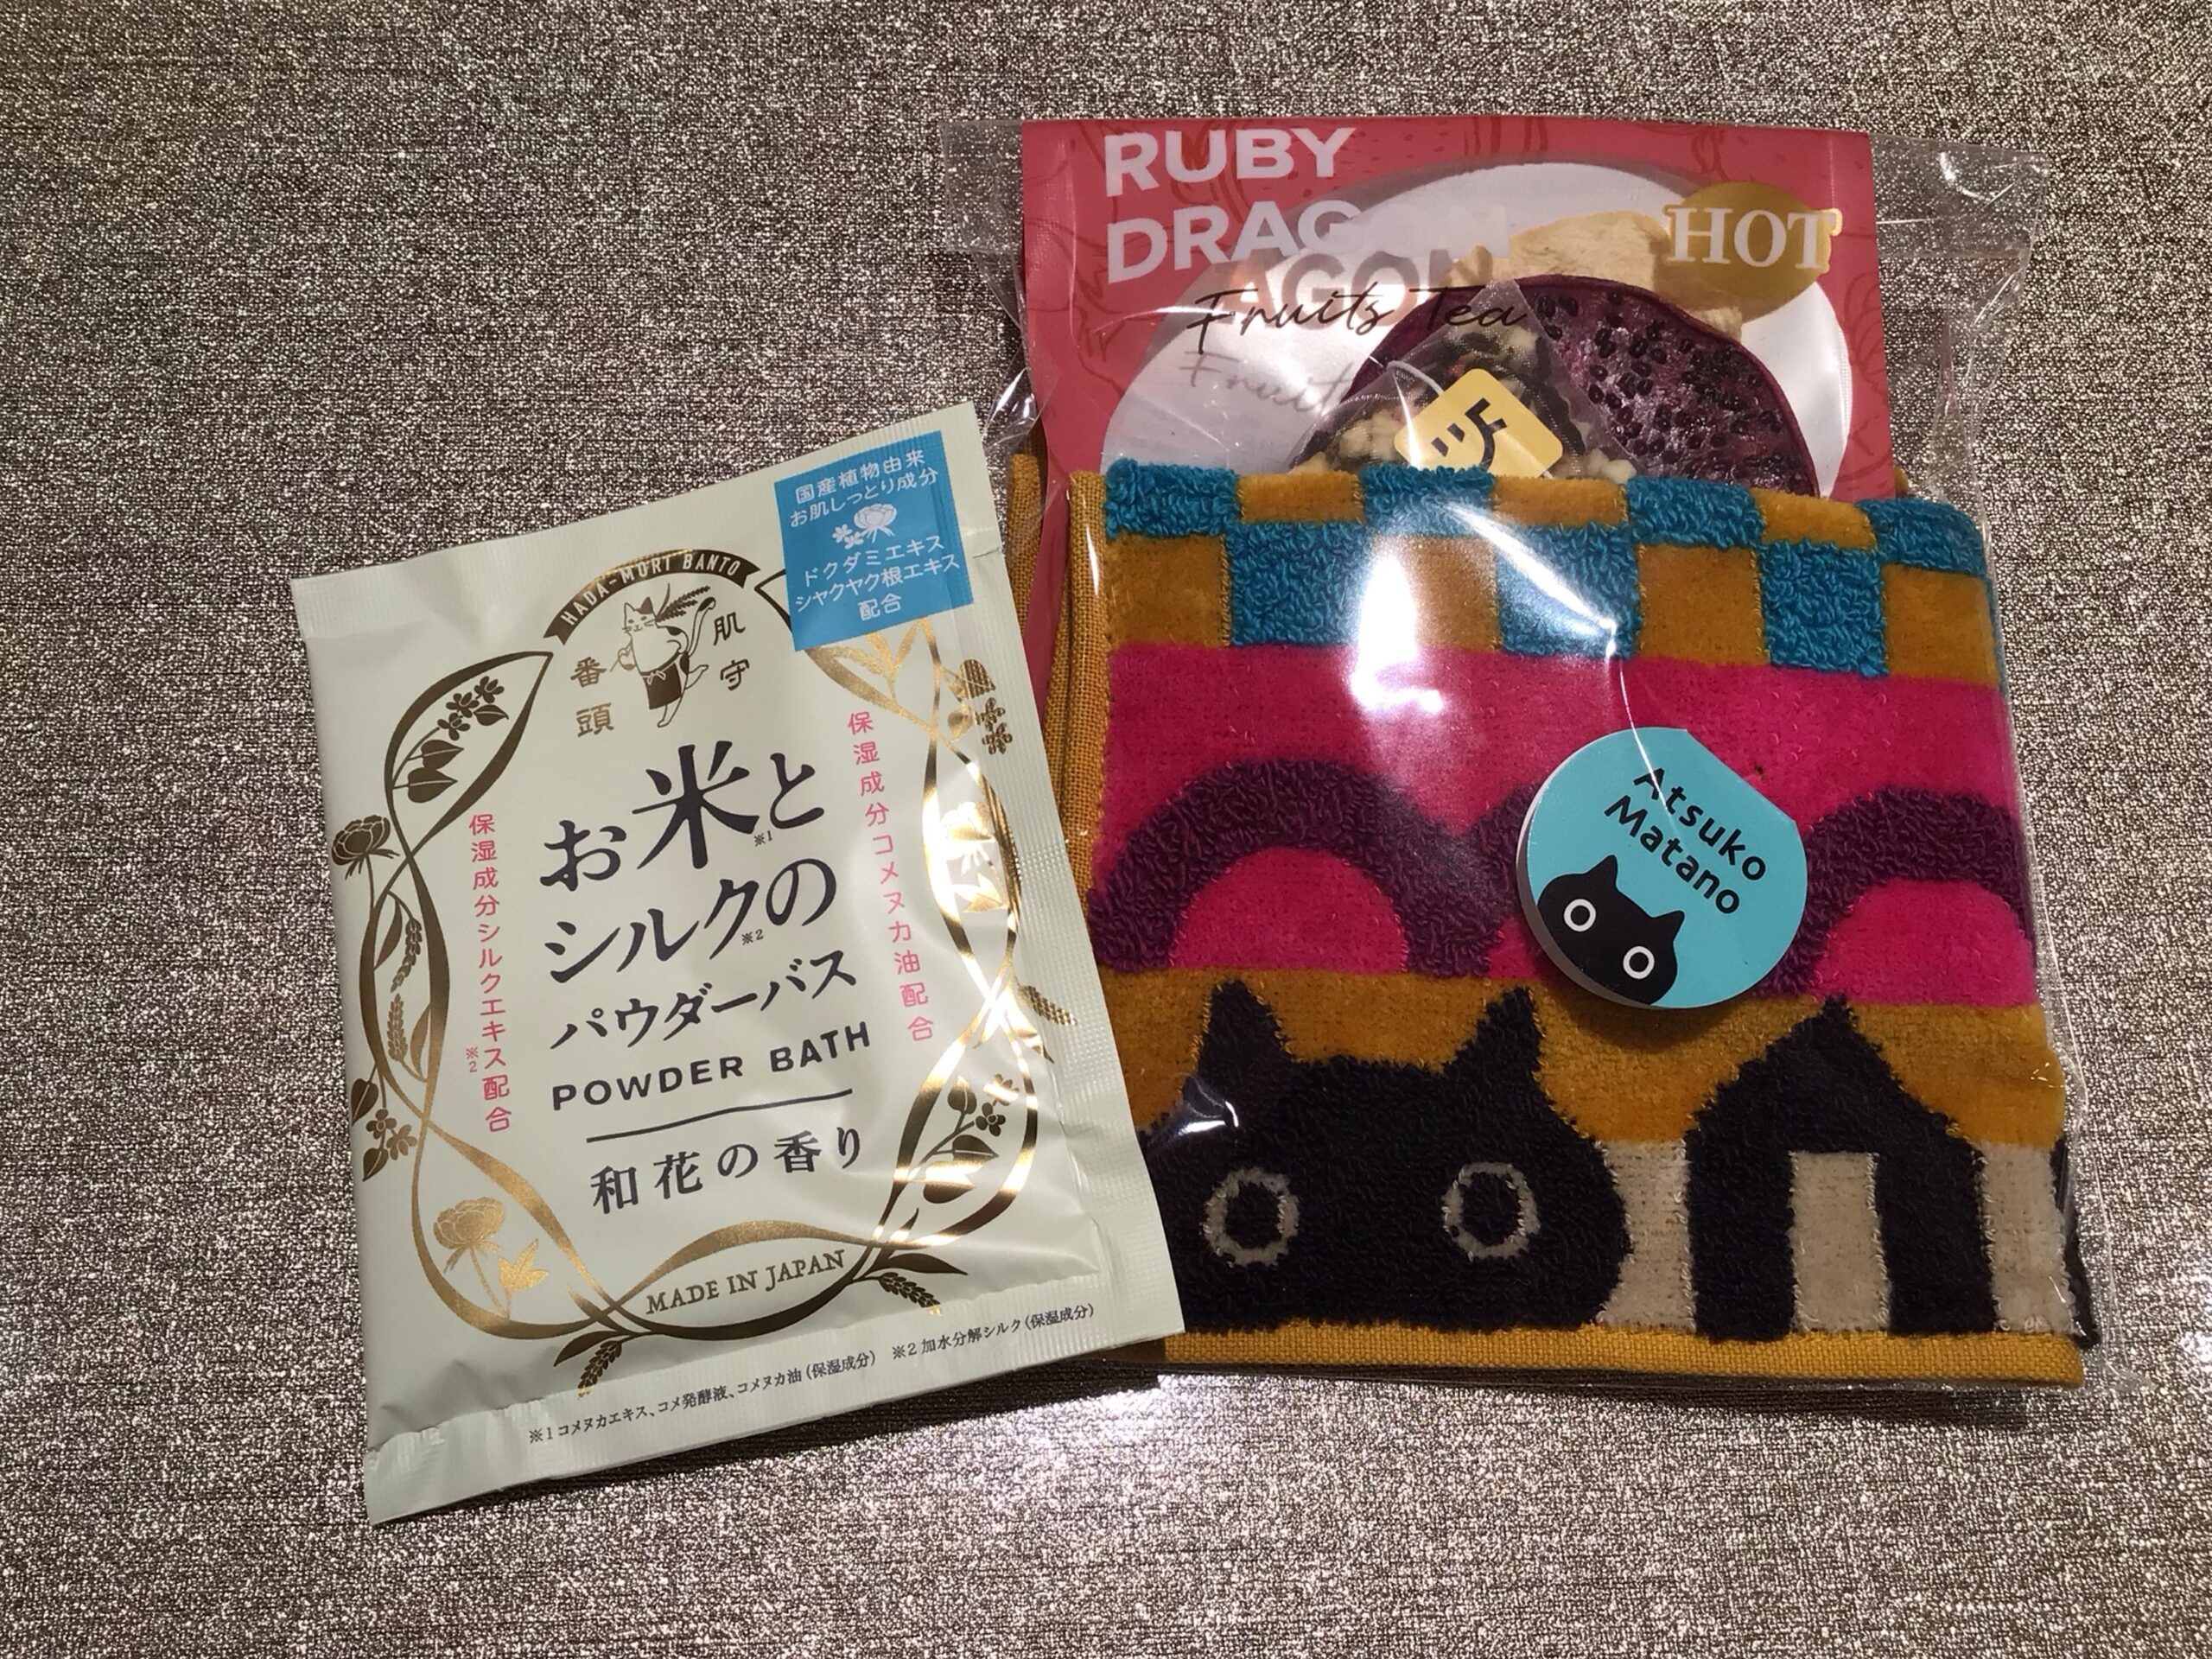 国産植物由来
お肌しっとり成分
ドクダミエキス
シャクヤク根エキス
配合
HADA-MORI BANTO
肌守
番頭
お米と
※1
シルクの
※2
パウダーバス
POWDER BATH
和花の香り
保湿成分コメヌカ油配合
保湿成分シルクエキス配合
※2
MADE IN JAPAN
※1 コメヌカエキス、コメ発酵液、コメヌカ油(保湿成分) ※2 加水分解シルク(保湿成分)
RUBY
DRAGON
Fruits Tea
HOT
Atsuko
Matano